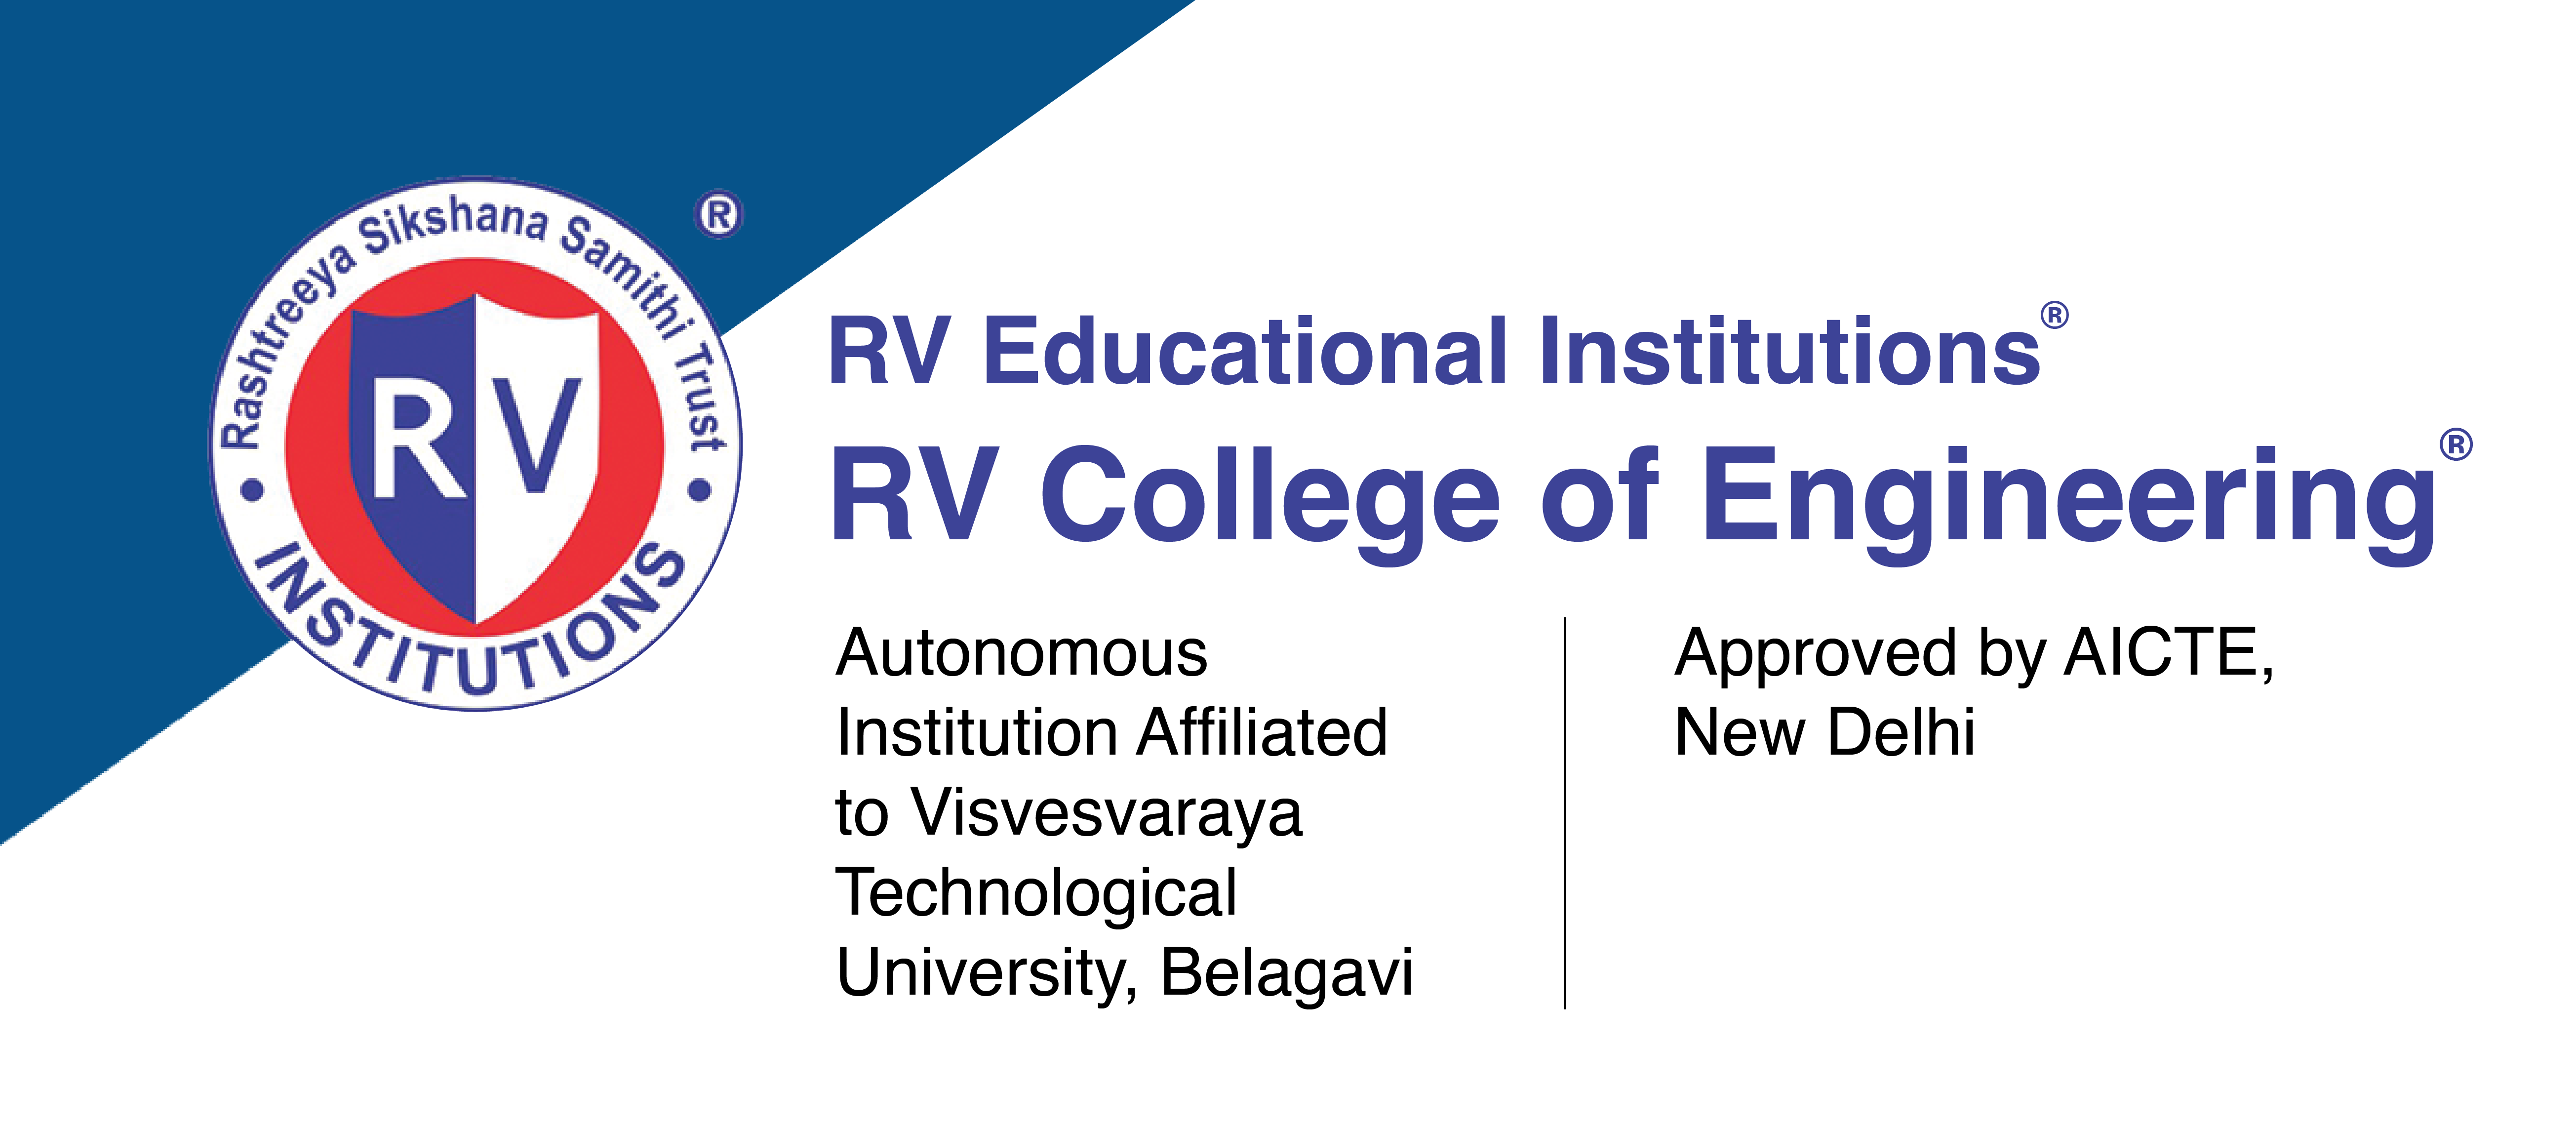 Rashtreeya Sikshana Samithi Trust
®
RV
• INSTITUTIONS •
RV Educational Institutions®
RV College of Engineering®
Autonomous
Institution Affiliated
to Visvesvaraya
Technological
University, Belagavi
Approved by AICTE,
New Delhi